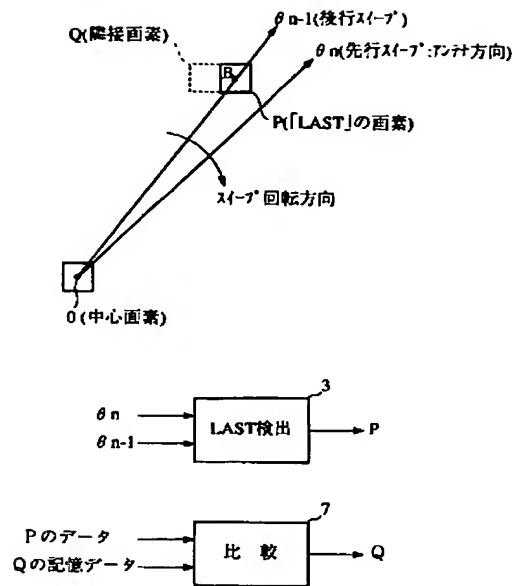 θn-1(後行スイープ)
Q(隣接画素)
θn(先行スイープ:アンテナ方向)
B
P(「LAST」の画素)
スイープ回転方向
0(中心画素)
3
θn
θn-1
LAST検出
P
7
Pのデータ
Qの記憶データ
比較
Q